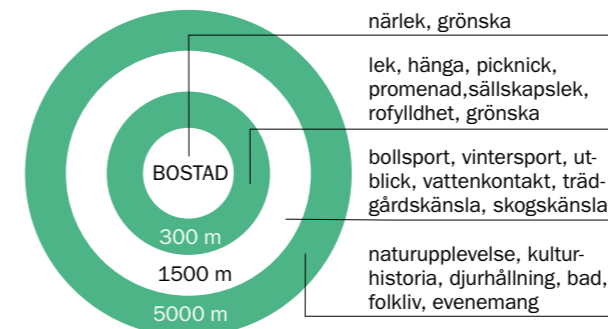 närlek, grönska
lek, hänga, picknick,
promenad,sällskapslek,
rofylldhet, grönska
bollsport, vintersport, ut-
blick, vattenkontakt, träd-
gårdskänsla, skogskänsla
naturupplevelse, kultur-
historia, djurhållning, bad,
folkliv, evenemang
BOSTAD
300 m
1500 m
5000 m